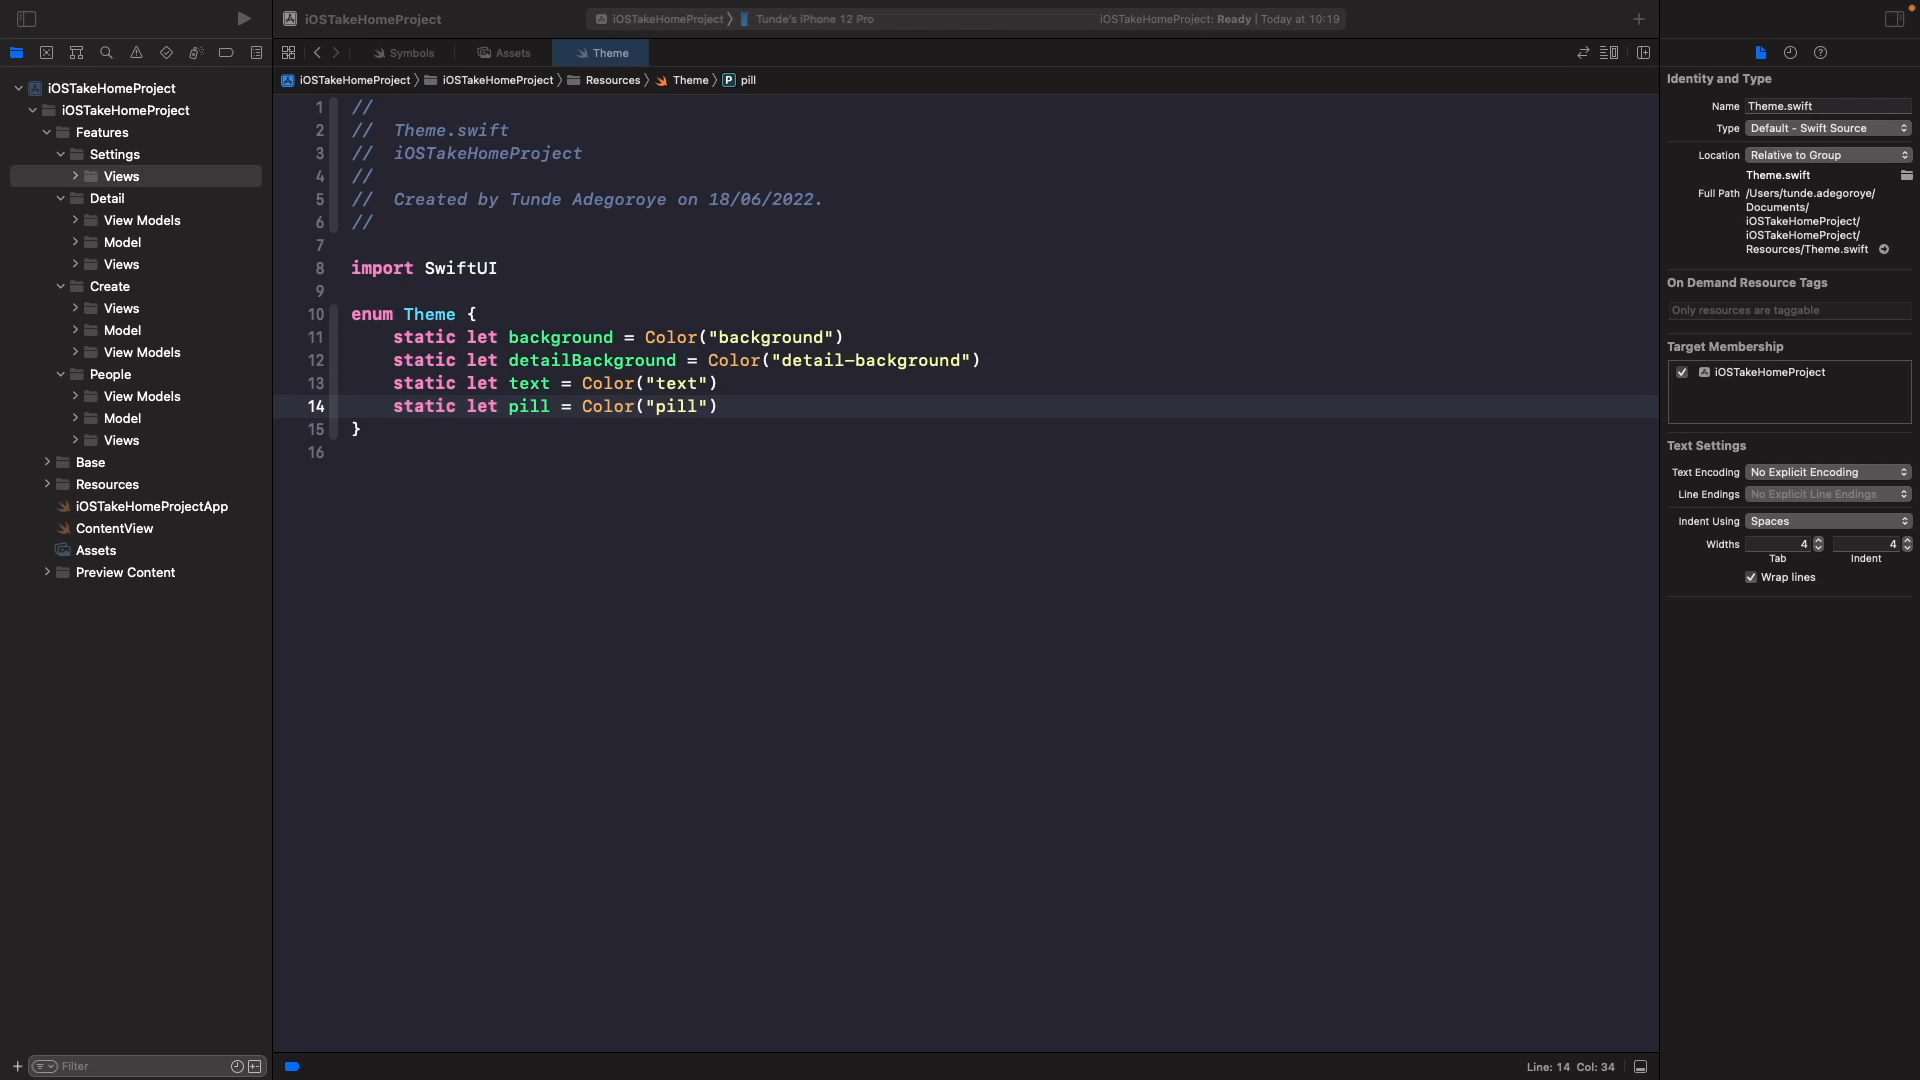 iOSTakeHomeProject
iOSTakeHomeProject 〉 Tunde's iPhone 12 Pro
iOSTakeHomeProject: Ready | Today at 10:19
Symbols
Assets
Theme
iOSTakeHomeProject 〉 iOSTakeHomeProject 〉 Resources 〉 Theme 〉 P pill
iOSTakeHomeProject
iOSTakeHomeProject
Features
Settings
Views
Detail
View Models
Model
Views
Create
Views
Model
View Models
People
View Models
Model
Views
Base
Resources
iOSTakeHomeProjectApp
ContentView
Assets
Preview Content
Filter
1 //
2 //  Theme.swift
3 //  iOSTakeHomeProject
4 //
5 //  Created by Tunde Adegoroye on 18/06/2022.
6 //
7
8 import SwiftUI
9
10 enum Theme {
11     static let background = Color("background")
12     static let detailBackground = Color("detail-background")
13     static let text = Color("text")
14     static let pill = Color("pill")
15 }
16
Line: 14 Col: 34
Identity and Type
Name Theme.swift
Type Default - Swift Source
Location Relative to Group
Theme.swift
Full Path /Users/tunde.adegoroye/
Documents/
iOSTakeHomeProject/
iOSTakeHomeProject/
Resources/Theme.swift
On Demand Resource Tags
Only resources are taggable
Target Membership
iOSTakeHomeProject
Text Settings
Text Encoding No Explicit Encoding
Line Endings No Explicit Line Endings
Indent Using Spaces
Widths 4 4
Tab Indent
Wrap lines